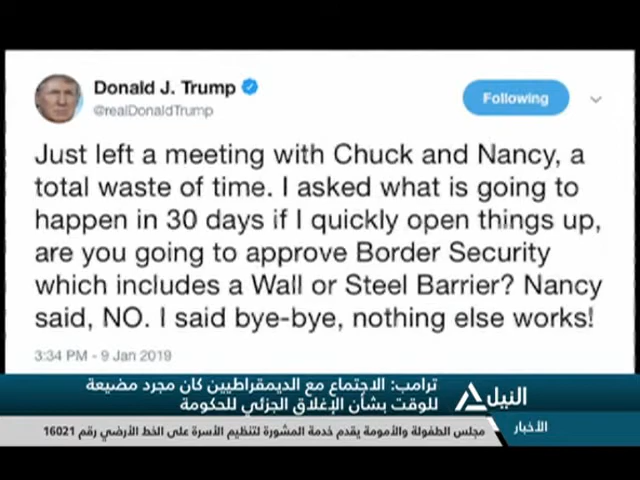 Donald J. Trump
@realDonaldTrump
Following
Just left a meeting with Chuck and Nancy, a
total waste of time. I asked what is going to
happen in 30 days if I quickly open things up,
are you going to approve Border Security
which includes a Wall or Steel Barrier? Nancy
said, NO. I said bye-bye, nothing else works!
3:34 PM - 9 Jan 2019
ترامب: الاجتماع مع الديمقراطيين كان مجرد مضيعة
للوقت بشأن الإغلاق الجزئي للحكومة
النيل
الأخبار
مجلس الطفولة والأمومة يقدم خدمة المشورة لتنظيم الأسرة على الخط الأرضي رقم 16021